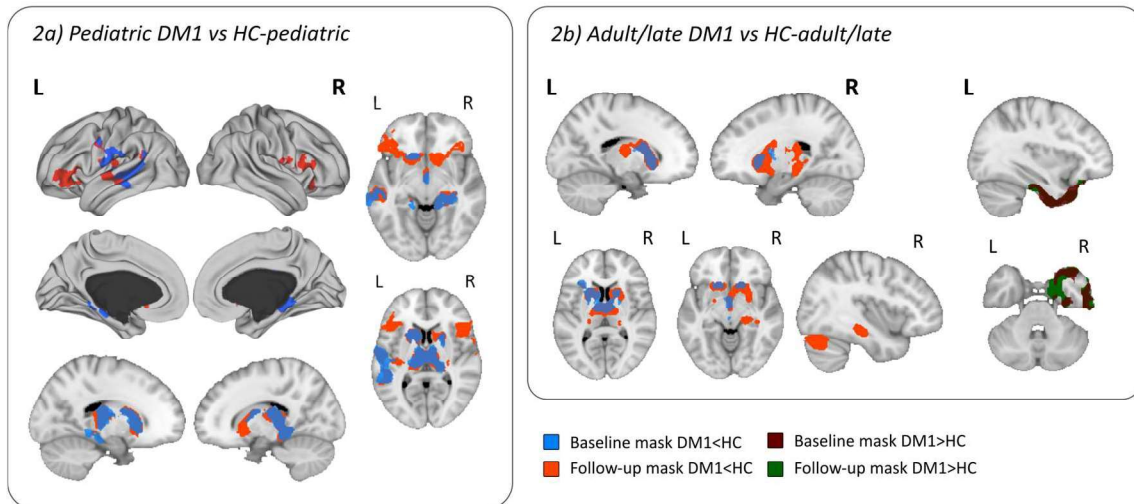 2a) Pediatric DM1 vs HC-pediatric
L R
L R
L R
2b) Adult/late DM1 vs HC-adult/late
L R
L
L R
L R
R
L R
Baseline mask DM1<HC
Follow-up mask DM1<HC
Baseline mask DM1>HC
Follow-up mask DM1>HC